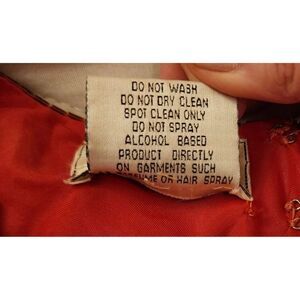 DO NOT WASH
DO NOT DRY CLEAN
SPOT CLEAN ONLY
DO NOT SPRAY
ALCOHOL BASED
PRODUCT DIRECTLY
ON GARMENTS SUCH
PERFUME OR HAIR SPRAY